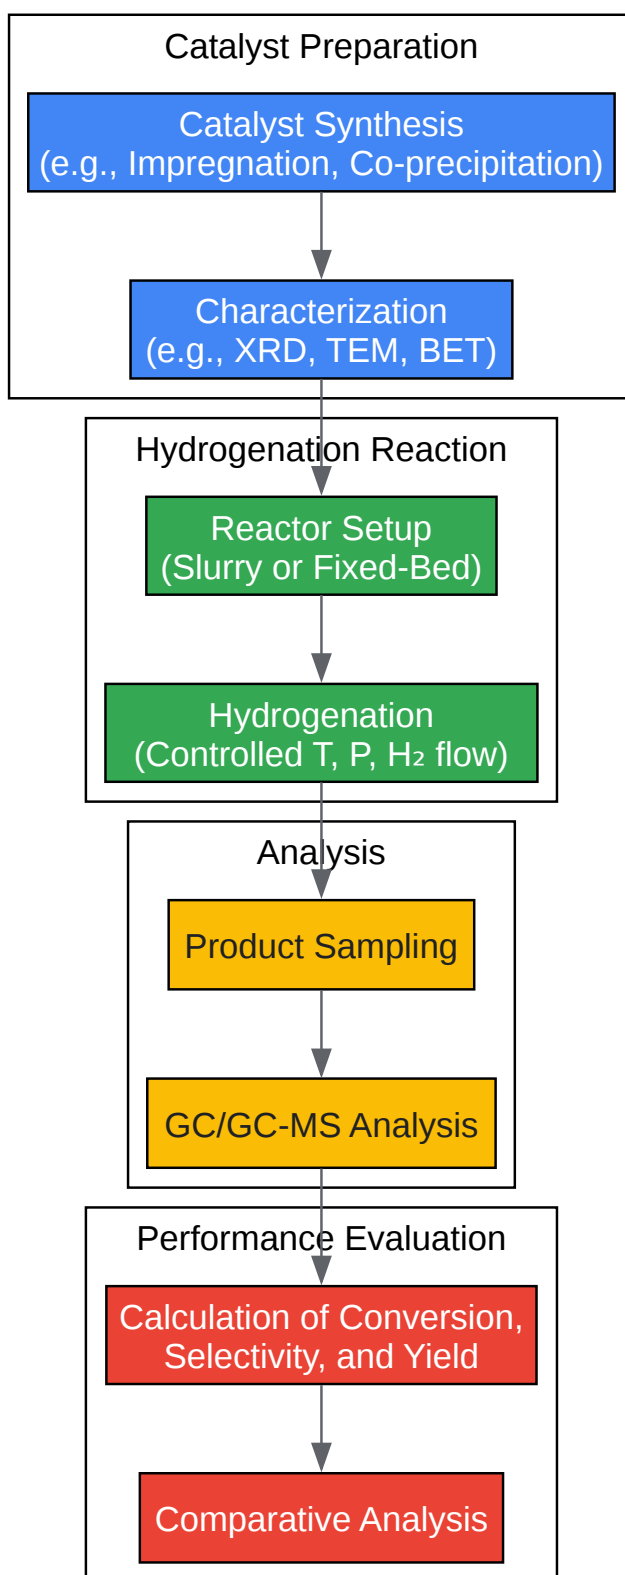 Catalyst Preparation
Catalyst Synthesis
(e.g., Impregnation, Co-precipitation)
Characterization
(e.g., XRD, TEM, BET)
Hydrogenation Reaction
Reactor Setup
(Slurry or Fixed-Bed)
Hydrogenation
(Controlled T, P, H₂ flow)
Analysis
Product Sampling
GC/GC-MS Analysis
Performance Evaluation
Calculation of Conversion,
Selectivity, and Yield
Comparative Analysis